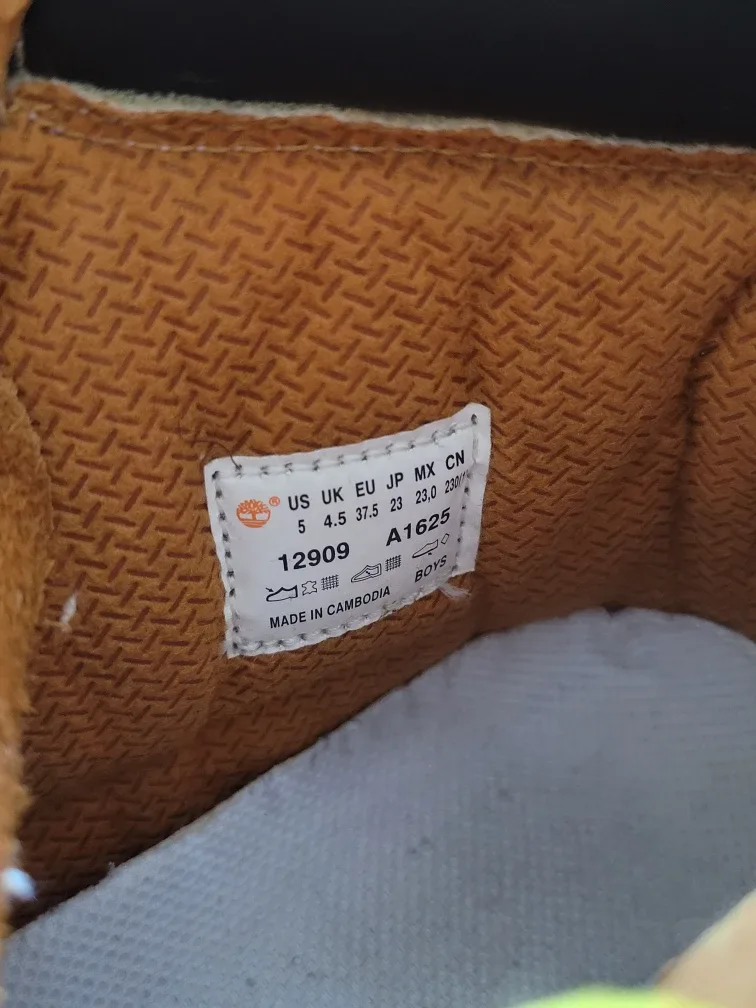 ® US UK EU JP MX CN
5 4.5 37.5 23 23,0
12909 A1625
BOYS
MADE IN CAMBODIA